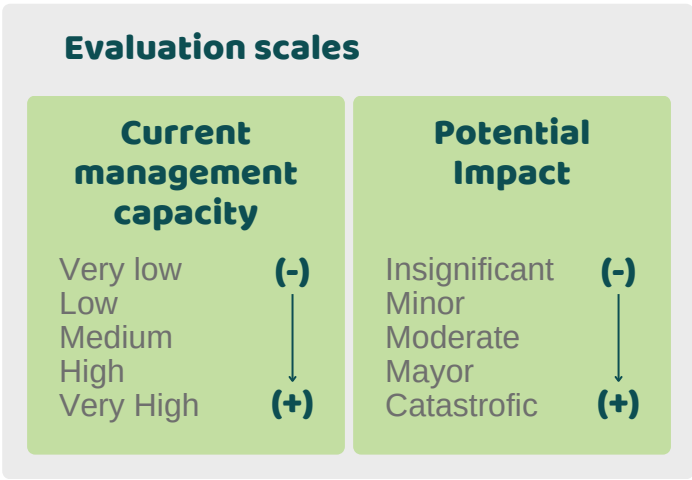 Evaluation scales
Current
management
capacity
Very low (-)
Low
Medium
High
Very High (+)
Potential
Impact
Insignificant (-)
Minor
Moderate
Mayor
Catastrofic (+)